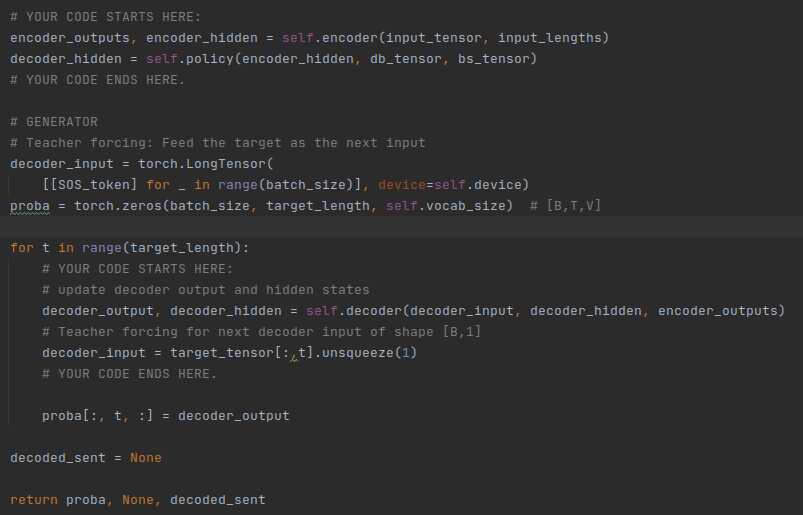 # YOUR CODE STARTS HERE:
encoder_outputs, encoder_hidden = self.encoder(input_tensor, input_lengths)
decoder_hidden = self.policy(encoder_hidden, db_tensor, bs_tensor)
# YOUR CODE ENDS HERE.

# GENERATOR
# Teacher forcing: Feed the target as the next input
decoder_input = torch.LongTensor(
    [[SOS_token] for _ in range(batch_size)], device=self.device)
proba = torch.zeros(batch_size, target_length, self.vocab_size)  # [B,T,V]

for t in range(target_length):
    # YOUR CODE STARTS HERE:
    # update decoder output and hidden states
    decoder_output, decoder_hidden = self.decoder(decoder_input, decoder_hidden, encoder_outputs)
    # Teacher forcing for next decoder input of shape [B,1]
    decoder_input = target_tensor[:,t].unsqueeze(1)
    # YOUR CODE ENDS HERE.

    proba[:, t, :] = decoder_output

decoded_sent = None

return proba, None, decoded_sent